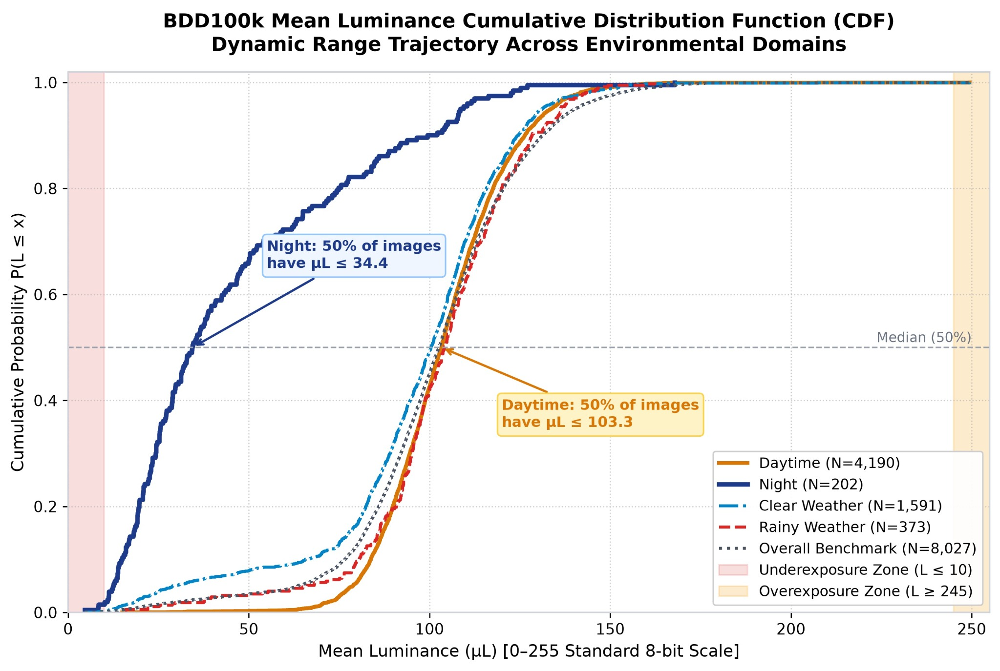 BDD100k Mean Luminance Cumulative Distribution Function (CDF)
Dynamic Range Trajectory Across Environmental Domains
Cumulative Probability P(L ≤ x)
1.0
0.8
0.6
0.4
0.2
0.0
Night: 50% of images
have μL ≤ 34.4
Median (50%)
Daytime: 50% of images
have μL ≤ 103.3
Daytime (N=4,190)
Night (N=202)
Clear Weather (N=1,591)
Rainy Weather (N=373)
Overall Benchmark (N=8,027)
Underexposure Zone (L ≤ 10)
Overexposure Zone (L ≥ 245)
0
50
100
150
200
250
Mean Luminance (μL) [0–255 Standard 8-bit Scale]